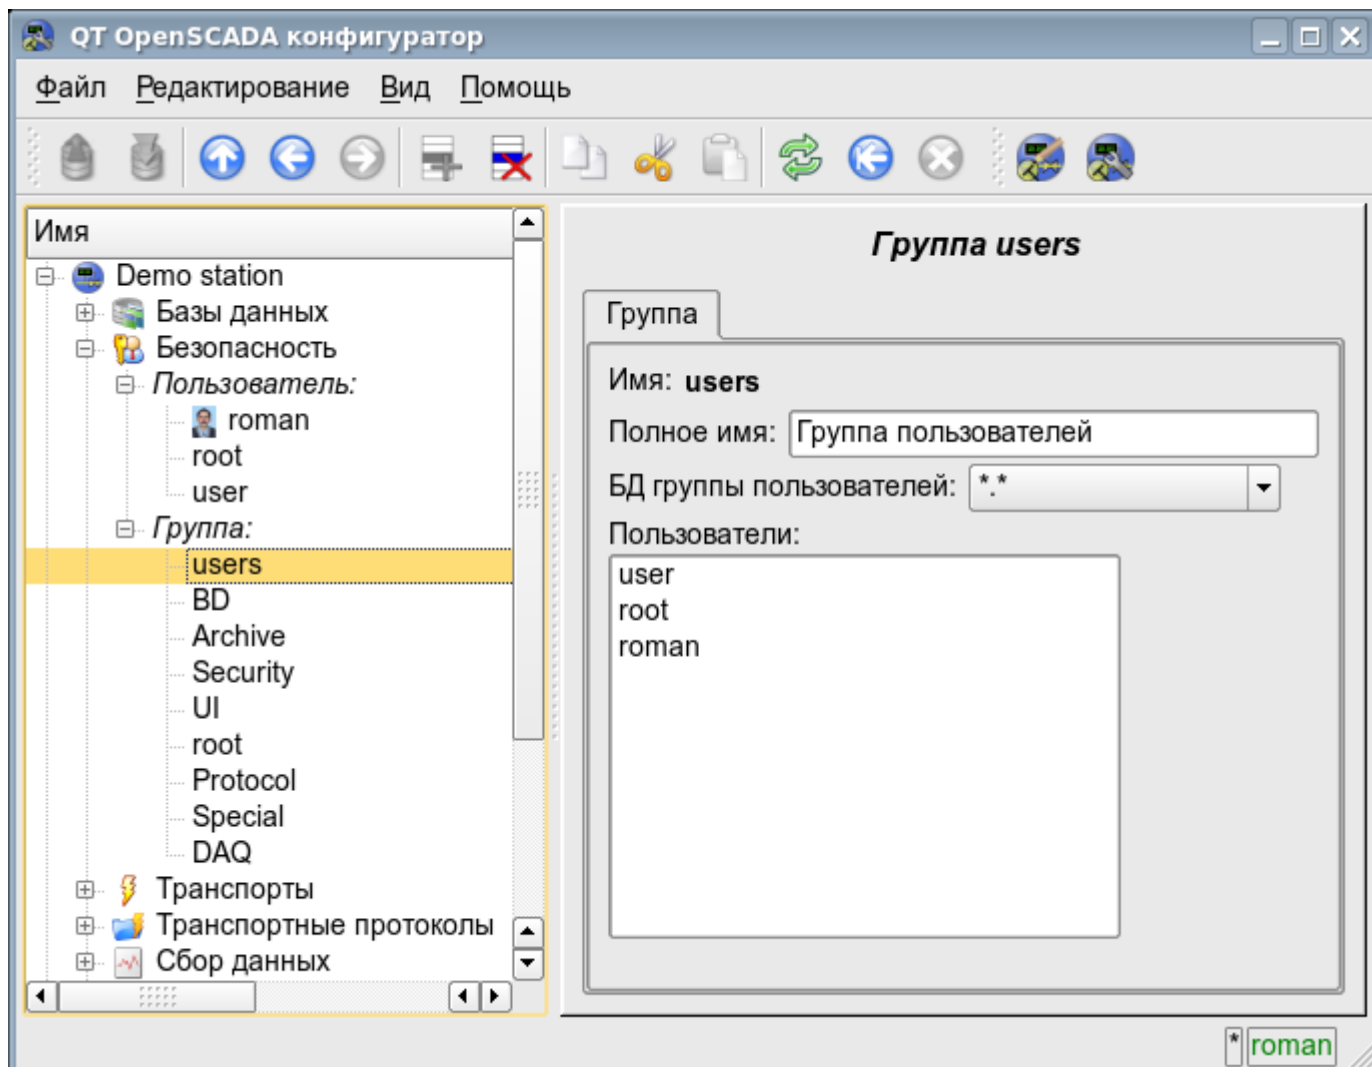 QT OpenSCADA конфигуратор
Файл Редактирование Вид Помощь
Имя
Demo station
Базы данных
Безопасность
Пользователь:
roman
root
user
Группа:
users
BD
Archive
Security
UI
root
Protocol
Special
DAQ
Транспорты
Транспортные протоколы
Сбор данных
Группа users
Группа
Имя: users
Полное имя: Группа пользователей
БД группы пользователей: *.*
Пользователи:
user
root
roman
* roman